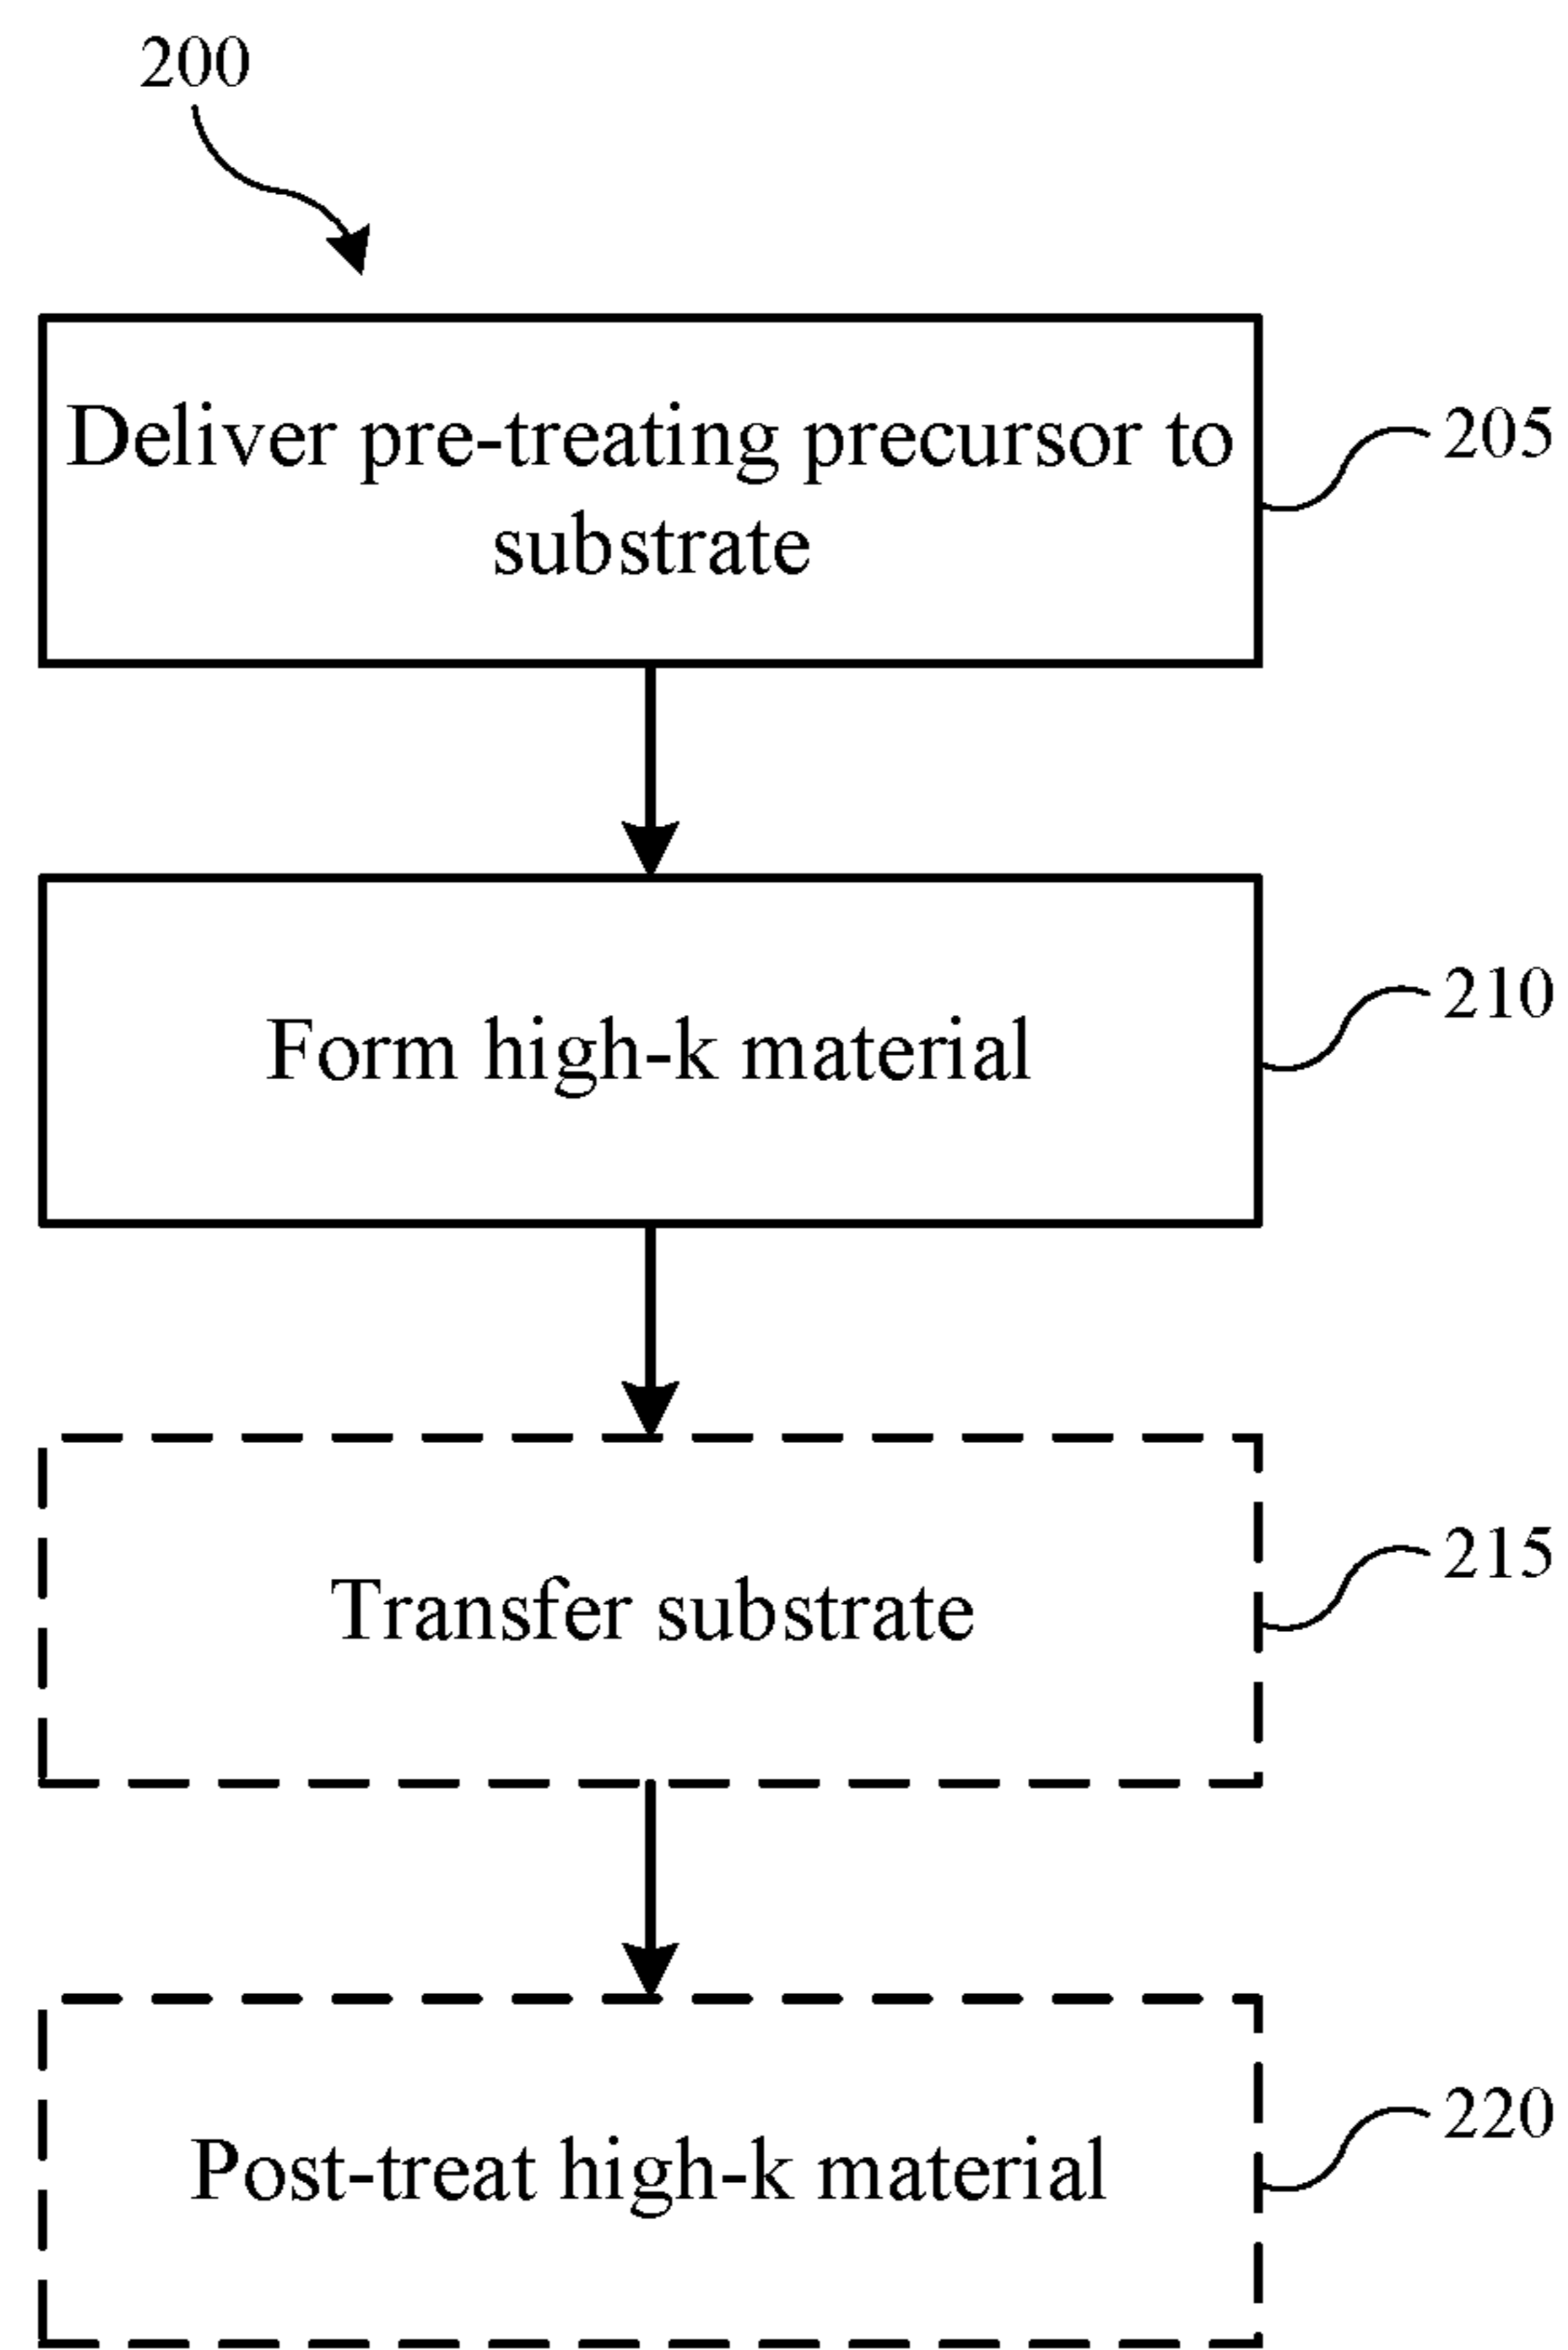 200
Deliver pre-treating precursor to
substrate
205
Form high-k material
210
Transfer substrate
215
Post-treat high-k material
220